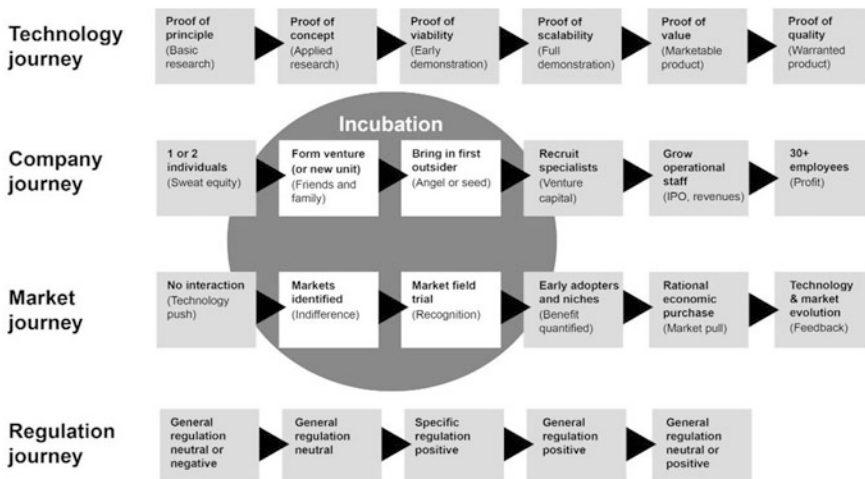 Technology
journey
Proof of
principle
(Basic
research)
Proof of
concept
(Applied
research)
Proof of
viability
(Early
demonstration)
Proof of
scalability
(Full
demonstration)
Proof of
value
(Marketable
product)
Proof of
quality
(Warranted
product)
Incubation
Company
journey
1 or 2
individuals
(Sweat equity)
Form venture
(or new unit)
(Friends and
family)
Bring in first
outsider
(Angel or seed)
Recruit
specialists
(Venture
capital)
Grow
operational
staff
(IPO, revenues)
30+
employees
(Profit)
Market
journey
No interaction
(Technology
push)
Markets
identified
(Indifference)
Market field
trial
(Recognition)
Early adopters
and niches
(Benefit
quantified)
Rational
economic
purchase
(Market pull)
Technology
& market
evolution
(Feedback)
Regulation
journey
General
regulation
neutral or
negative
General
regulation
neutral
Specific
regulation
positive
General
regulation
positive
General
regulation
neutral or
positive